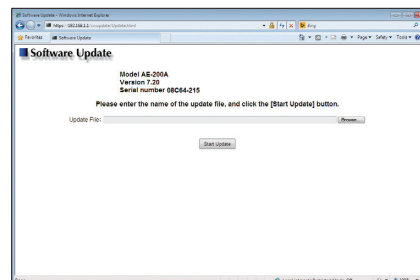 Software Update - Windows Internet Explorer
https://192.168.1.1/swupdate/Update.html
Bing
Favorites
Software Update
Page
Safety
Tools
Software Update
Model AE-200A
Version 7.20
Serial number 08C64-215
Please enter the name of the update file, and click the [Start Update] button.
Update File:
Browse...
Start Update